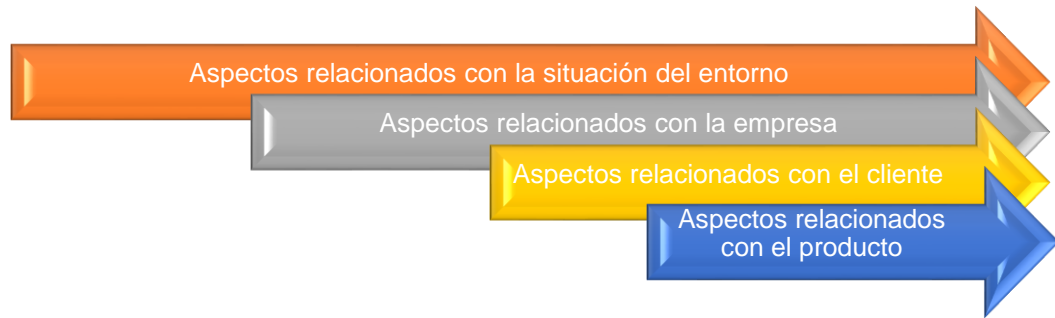 Aspectos relacionados con la situación del entorno
Aspectos relacionados con la empresa
Aspectos relacionados con el cliente
Aspectos relacionados
con el producto